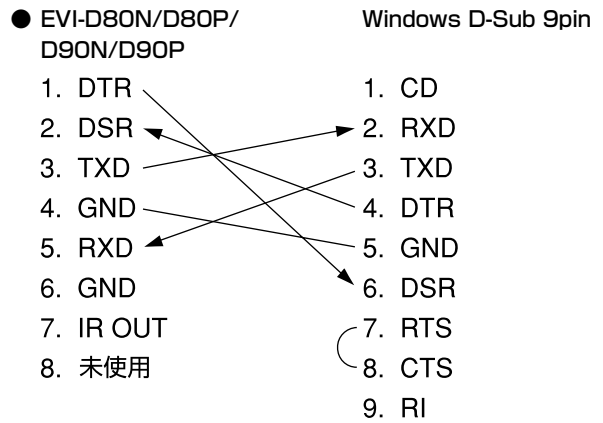 ● EVI-D80N/D80P/
D90N/D90P
1. DTR
2. DSR
3. TXD
4. GND
5. RXD
6. GND
7. IR OUT
8. 未使用
Windows D-Sub 9pin
1. CD
2. RXD
3. TXD
4. DTR
5. GND
6. DSR
7. RTS
8. CTS
9. RI